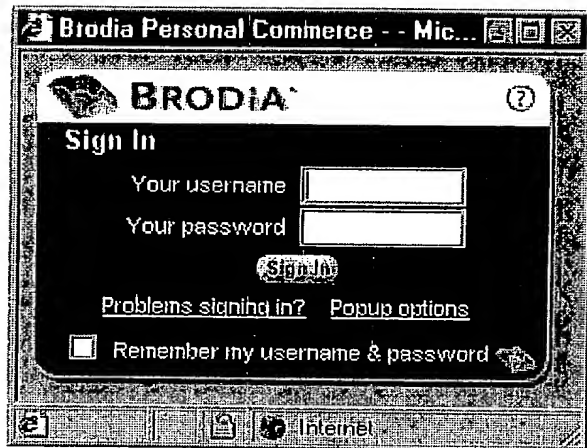 Brodia Personal Commerce - - Mic...
BRODIA
Sign In
Your username
Your password
Sign In
Problems signing in? Popup options
Remember my username & password
Internet